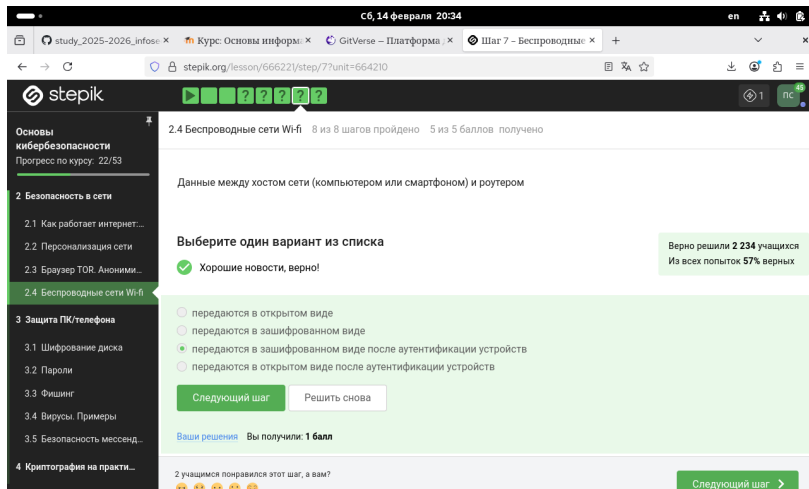 Сб, 14 февраля 20:34
en
study_2025-2026_infose
Курс: Основы информа
GitVerse – Платформа д
Шаг 7 – Беспроводные
stepik.org/lesson/666221/step/7?unit=664210
stepik
1
ПС
45
Основы
кибербезопасности
Прогресс по курсу: 22/53
2 Безопасность в сети
2.1 Как работает интернет:...
2.2 Персонализация сети
2.3 Браузер TOR. Аноними...
2.4 Беспроводные сети Wi-fi
3 Защита ПК/телефона
3.1 Шифрование диска
3.2 Пароли
3.3 Фишинг
3.4 Вирусы. Примеры
3.5 Безопасность мессенд...
4 Криптография на практи...
2.4 Беспроводные сети Wi-fi 8 из 8 шагов пройдено 5 из 5 баллов получено
Данные между хостом сети (компьютером или смартфоном) и роутером
Выберите один вариант из списка
Хорошие новости, верно!
Верно решили 2 234 учащихся
Из всех попыток 57% верных
передаются в открытом виде
передаются в зашифрованном виде
передаются в зашифрованном виде после аутентификации устройств
передаются в открытом виде после аутентификации устройств
Следующий шаг
Решить снова
Ваши решения Вы получили: 1 балл
2 учащимся понравился этот шаг, а вам?
Следующий шаг